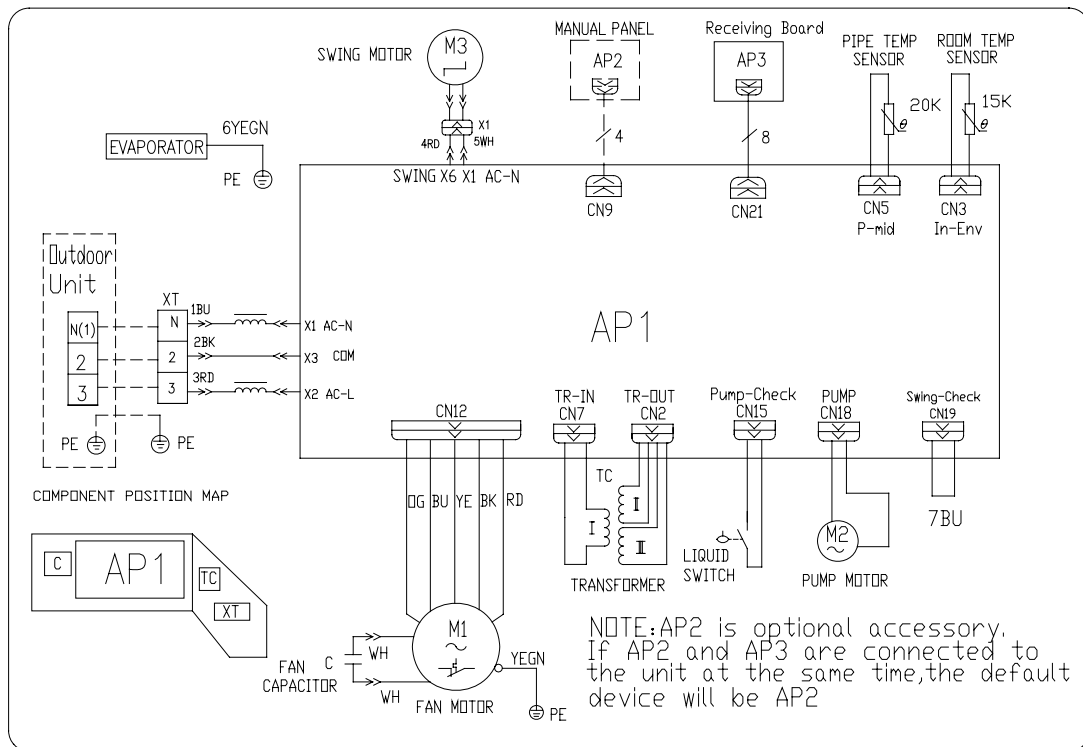 MANUAL PANEL
Receiving Board
PIPE TEMP
SENSOR
ROOM TEMP
SENSOR
SWING MOTOR
M3
AP2
AP3
20K
15K
θ
θ
X1
4RD
5WH
4
8
6YEGN
EVAPORATOR
PE
SWING X6 X1 AC-N
CN9
CN21
CN5
P-mid
CN3
In-Env
Outdoor
Unit
XT
N(1)
N
1BU
X1 AC-N
2
2
2BK
X3 COM
3
3
3RD
X2 AC-L
PE
PE
AP1
CN12
TR-IN
CN7
TR-OUT
CN2
Pump-Check
CN15
PUMP
CN18
Swing-Check
CN19
OG
BU
YE
BK
RD
TC
I
I
II
LIQUID
SWITCH
M2
7BU
TRANSFORMER
PUMP MOTOR
COMPONENT POSITION MAP
C
AP1
TC
XT
M1
FAN
CAPACITOR
C
WH
WH
FAN MOTOR
YEGN
PE
NOTE:AP2 is optional accessory.
If AP2 and AP3 are connected to
the unit at the same time,the default
device will be AP2